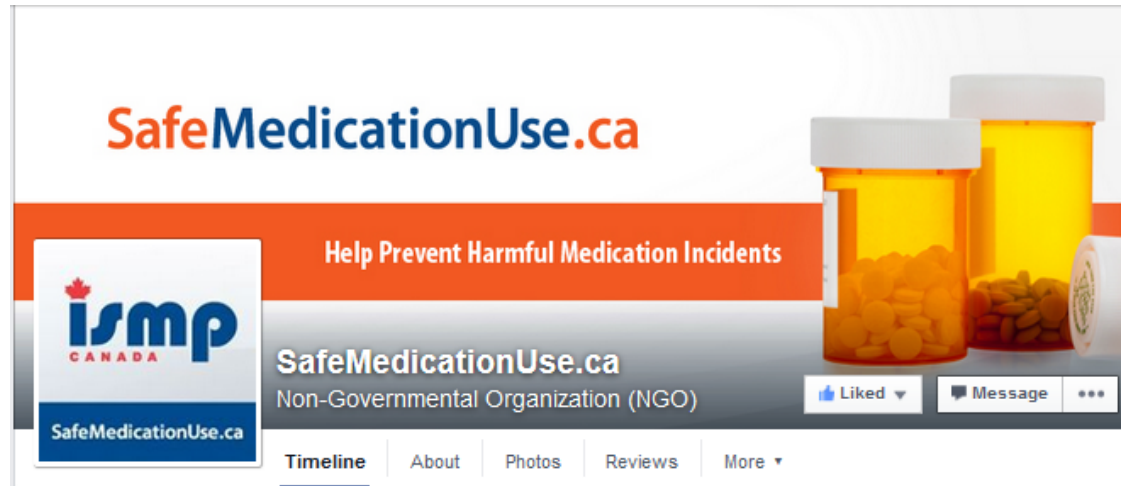 SafeMedicationUse.ca
Help Prevent Harmful Medication Incidents
ismp
CANADA
SafeMedicationUse.ca
SafeMedicationUse.ca
Non-Governmental Organization (NGO)
Liked
Message
Timeline
About
Photos
Reviews
More